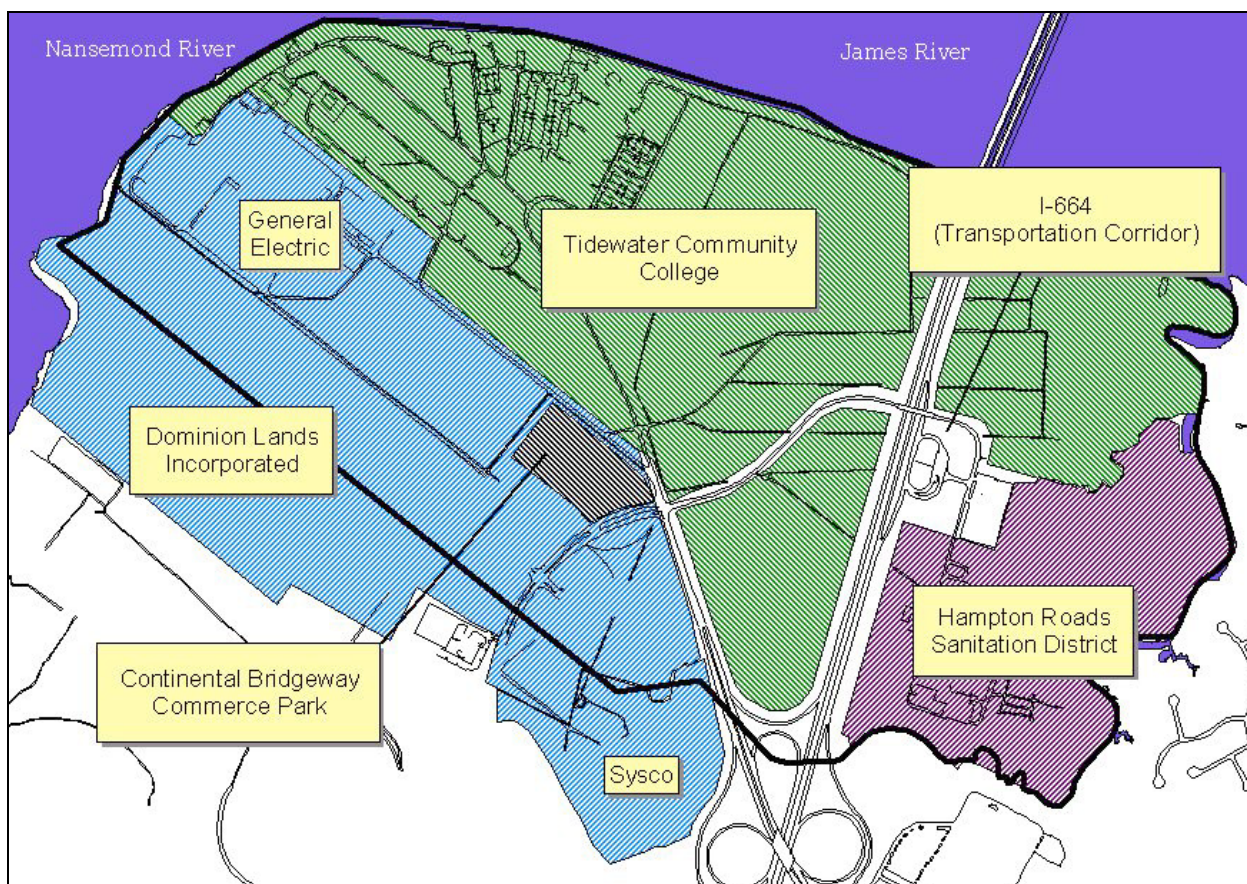 Nansemond River
James River
General
Electric
Tidewater Community
College
I-664
(Transportation Corridor)
Dominion Lands
Incorporated
Hampton Roads
Sanitation District
Continental Bridgeway
Commerce Park
Sysco